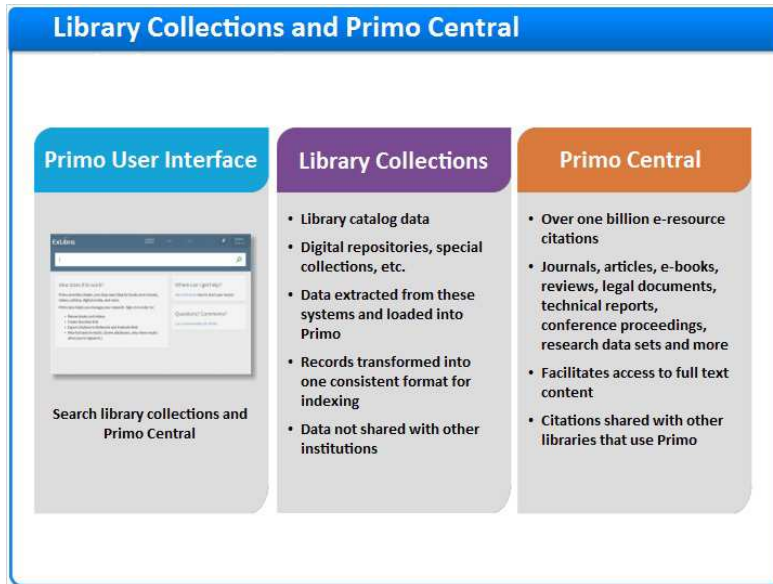 Library Collections and Primo Central
Primo User Interface
ExLibris
Search library collections and
Primo Central
Library Collections
• Library catalog data
• Digital repositories, special
collections, etc.
• Data extracted from these
systems and loaded into
Primo
• Records transformed into
one consistent format for
indexing
• Data not shared with other
institutions
Primo Central
• Over one billion e-resource
citations
• Journals, articles, e-books,
reviews, legal documents,
technical reports,
conference proceedings,
research data sets and more
• Facilitates access to full text
content
• Citations shared with other
libraries that use Primo